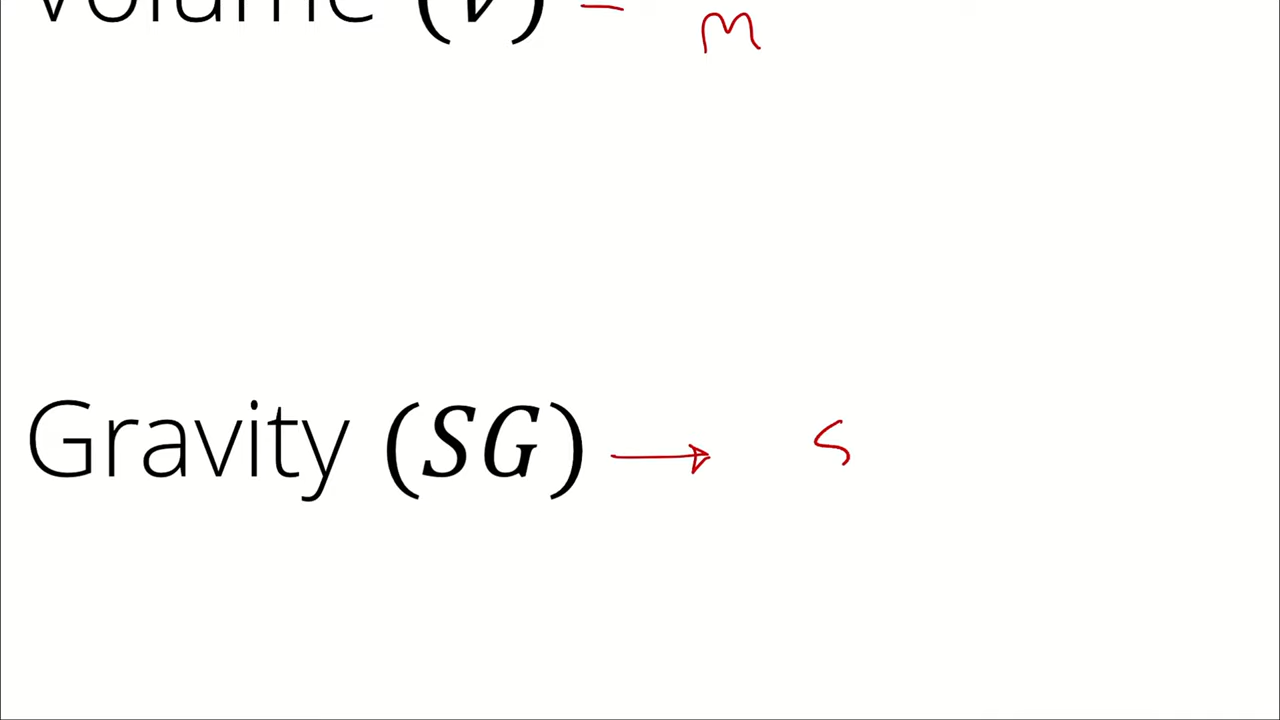 Volume (v) = m
Gravity (SG) → S